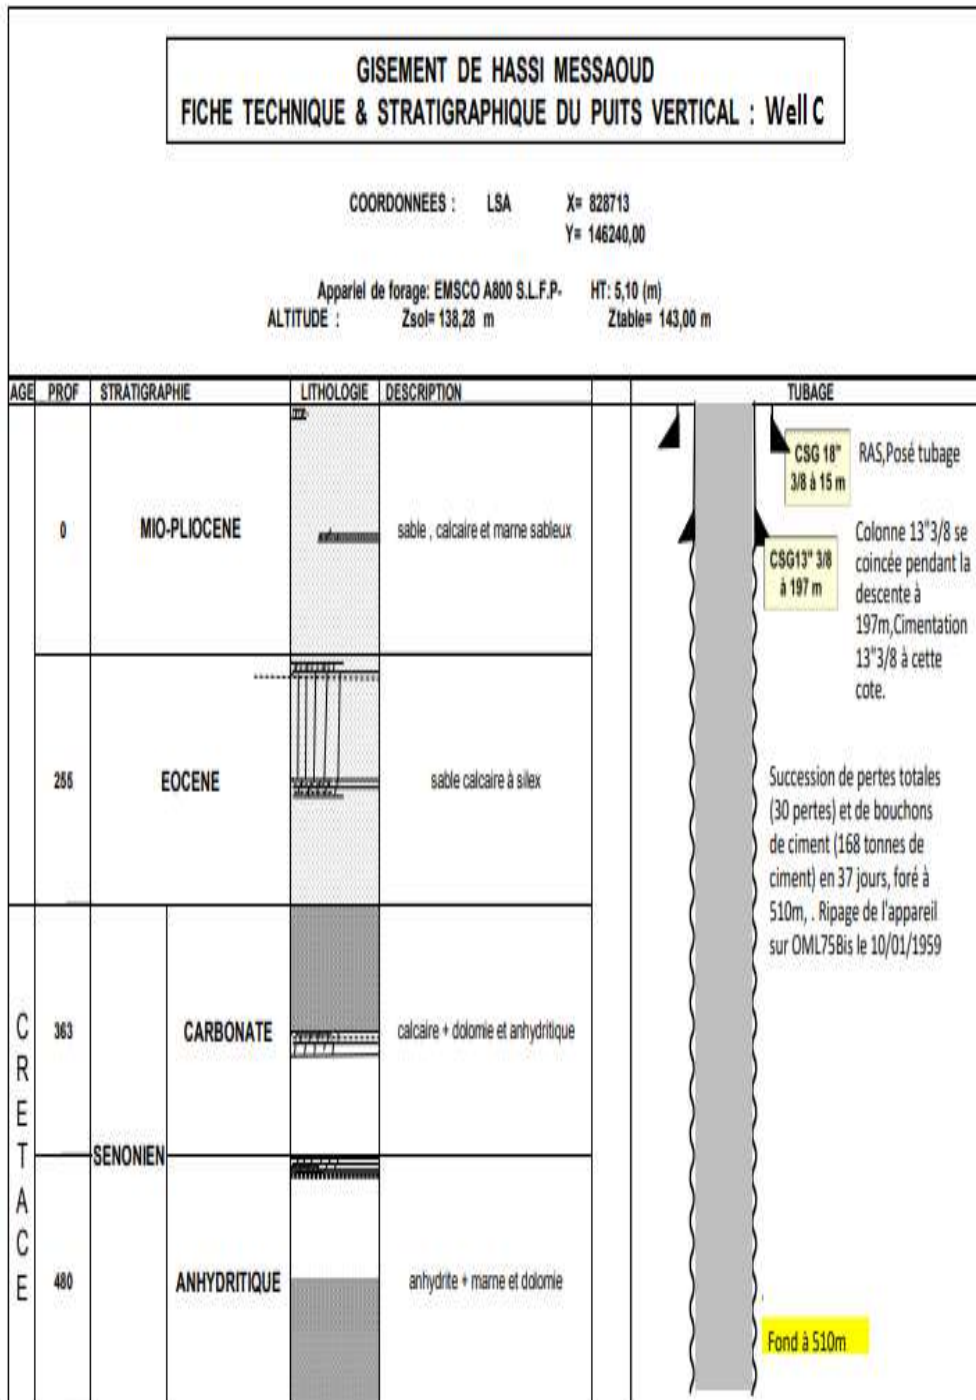 GISEMENT DE HASSI MESSAOUD
FICHE TECHNIQUE & STRATIGRAPHIQUE DU PUITS VERTICAL : Well C
COORDONNEES : LSA X= 828713
Y= 146240,00
Appariel de forage: EMSCO A800 S.L.F.P- HT: 5,10 (m)
ALTITUDE : Zsol= 138,28 m Ztable= 143,00 m
AGE PROF STRATIGRAPHIE LITHOLOGIE DESCRIPTION TUBAGE
CSG 18"
3/8 à 15 m
RAS,Posé tubage
0 MIO-PLIOCENE sable , calcaire et marne sableux
CSG13" 3/8
à 197 m
Colonne 13"3/8 se
coincée pendant la
descente à
197m,Cimentation
13"3/8 à cette
cote.
255 EOCENE sable calcaire à silex
Succession de pertes totales
(30 pertes) et de bouchons
de ciment (168 tonnes de
ciment) en 37 jours, foré à
510m, . Ripage de l'appareil
sur OML75Bis le 10/01/1959
CRETACE
363 CARBONATE calcaire + dolomie et anhydritique
SENONIEN
480 ANHYDRITIQUE anhydrite + marne et dolomie
Fond à 510m